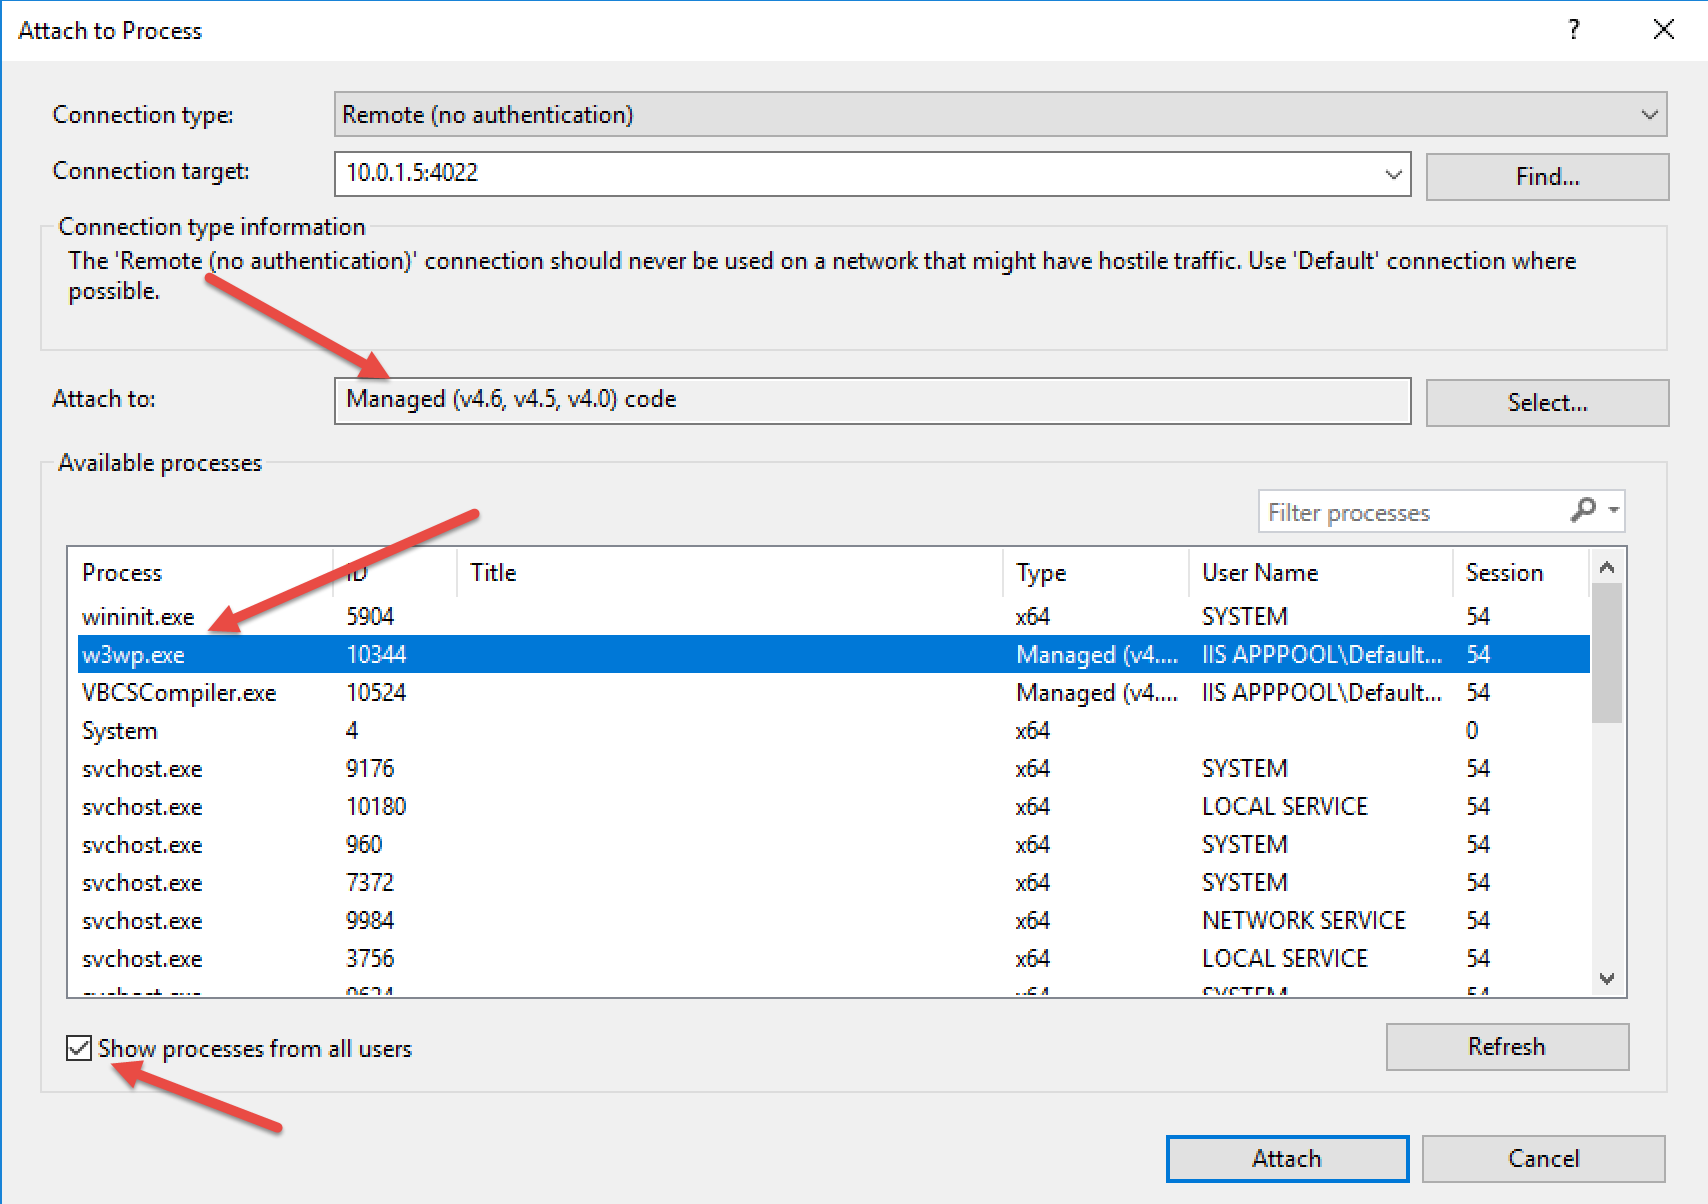 Attach to Process
?
Connection type:
Remote (no authentication)
Connection target:
10.0.1.5:4022
Find...
Connection type information
The 'Remote (no authentication)' connection should never be used on a network that might have hostile traffic. Use 'Default' connection where
possible.
Attach to:
Managed (v4.6, v4.5, v4.0) code
Select...
Available processes
Filter processes
Process ID Title Type User Name Session
wininit.exe 5904 x64 SYSTEM 54
w3wp.exe 10344 Managed (v4.... IIS APPPOOL\Default... 54
VBCSCompiler.exe 10524 Managed (v4.... IIS APPPOOL\Default... 54
System 4 x64 0
svchost.exe 9176 x64 SYSTEM 54
svchost.exe 10180 x64 LOCAL SERVICE 54
svchost.exe 960 x64 SYSTEM 54
svchost.exe 7372 x64 SYSTEM 54
svchost.exe 9984 x64 NETWORK SERVICE 54
svchost.exe 3756 x64 LOCAL SERVICE 54
Show processes from all users
Refresh
Attach
Cancel